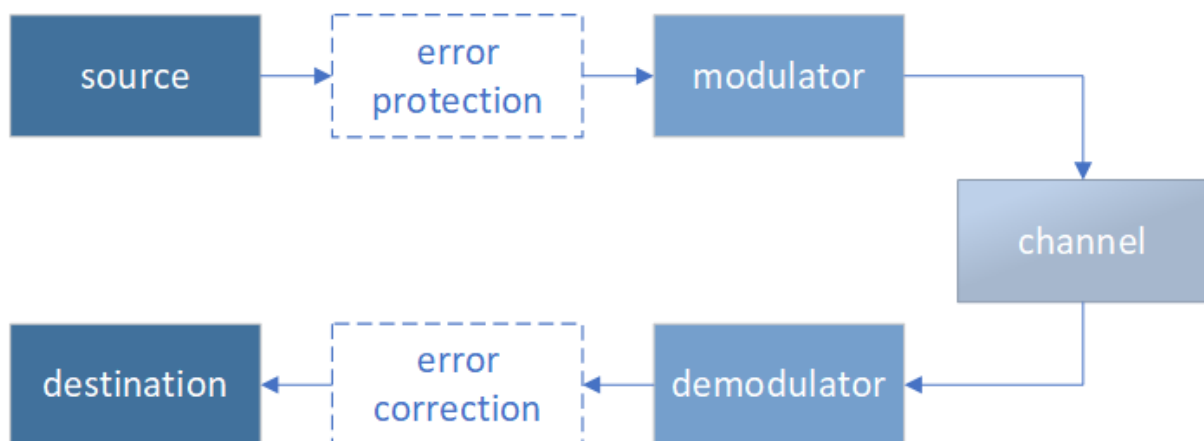 source
error
protection
modulator
channel
demodulator
error
correction
destination